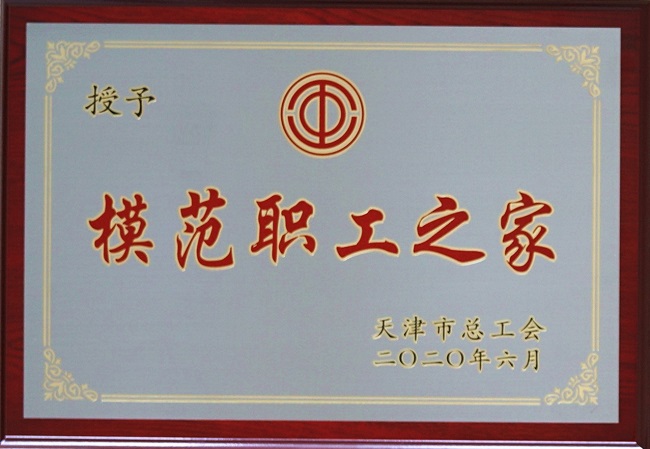 授予
模范职工之家
天津市总工会
二〇二〇年六月